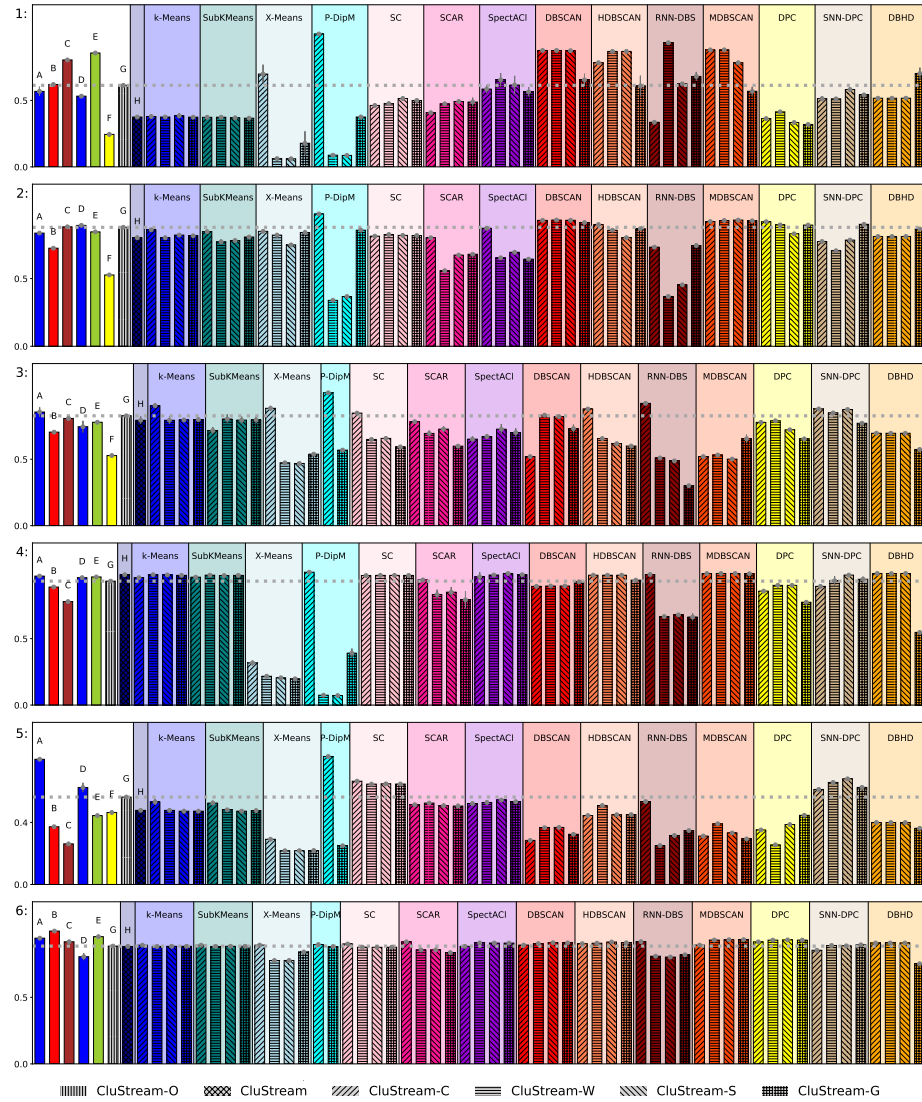 1:
k-Means SubKMeans X-Means P-DipM SC SCAR SpectACl DBSCAN HDBSCAN RNN-DBS MDBSCAN DPC SNN-DPC DBHD
A B C D E F G H
0.5
0.0
2:
k-Means SubKMeans X-Means P-DipM SC SCAR SpectACl DBSCAN HDBSCAN RNN-DBS MDBSCAN DPC SNN-DPC DBHD
A B C D E F G H
0.5
0.0
3:
k-Means SubKMeans X-Means P-DipM SC SCAR SpectACl DBSCAN HDBSCAN RNN-DBS MDBSCAN DPC SNN-DPC DBHD
A B C D E F G H
0.5
0.0
4:
k-Means SubKMeans X-Means P-DipM SC SCAR SpectACl DBSCAN HDBSCAN RNN-DBS MDBSCAN DPC SNN-DPC DBHD
A B C D E F G H
0.5
0.0
5:
k-Means SubKMeans X-Means P-DipM SC SCAR SpectACl DBSCAN HDBSCAN RNN-DBS MDBSCAN DPC SNN-DPC DBHD
A B C D E F G H
0.4
0.0
6:
k-Means SubKMeans X-Means P-DipM SC SCAR SpectACl DBSCAN HDBSCAN RNN-DBS MDBSCAN DPC SNN-DPC DBHD
A B C D E F G H
0.5
0.0
CluStream-O CluStream CluStream-C CluStream-W CluStream-S CluStream-G